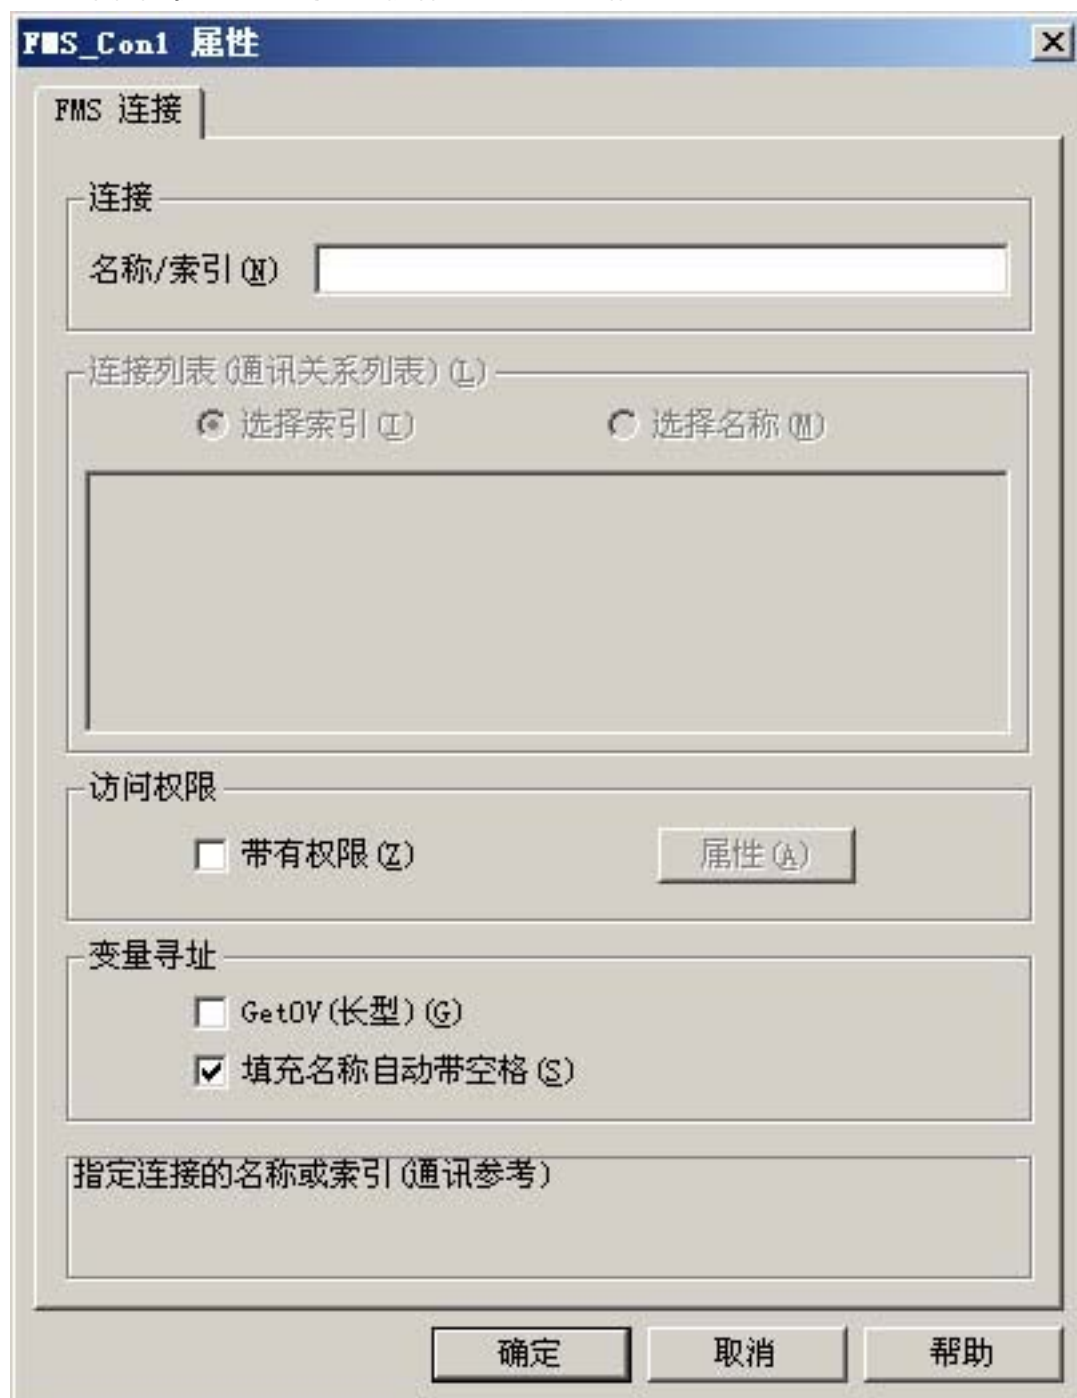 FMS_Con1 属性
FMS 连接
连接
名称/索引(N)
连接列表(通讯关系列表)(L)
选择索引(I) 选择名称(M)
访问权限
带有权限(Z) 属性(A)
变量寻址
GetOV(长型)(G)
填充名称自动带空格(S)
指定连接的名称或索引(通讯参考)
确定 取消 帮助